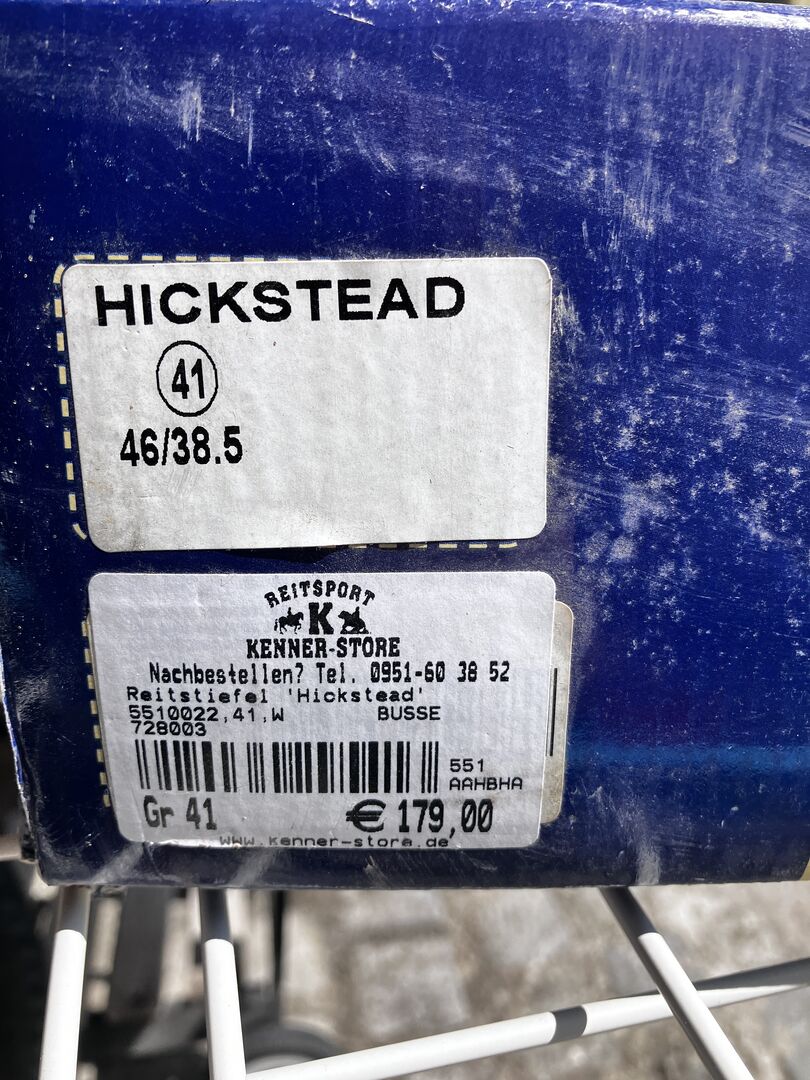 HICKSTEAD
41
46/38.5
REITSPORT
K
KENNER-STORE
Nachbestellen? Tel. 0951-60 38 52
Reitstiefel 'Hickstead'
5510022,41,W BUSSE
728003
551
AAHBHA
Gr 41 € 179,00
www.kenner-store.de